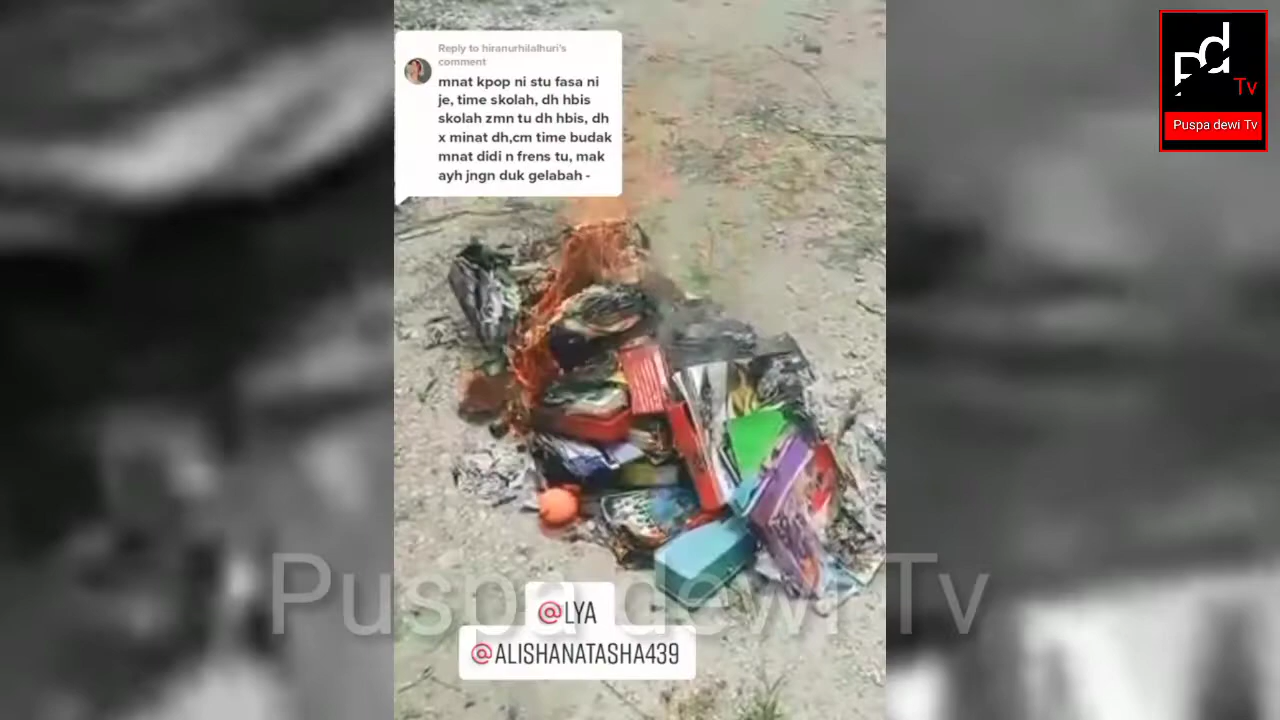 Reply to hiranurhilalhuri's
comment
mnat kpop ni stu fasa ni
je, time skolah, dh hbis
skolah zmn tu dh hbis, dh
x minat dh,cm time budak
mnat didi n frens tu, mak
ayh jngn duk gelabah -
pd
Tv
Puspa dewi Tv
Puspa dewi Tv
@LYA
@ALISHANATASHA439